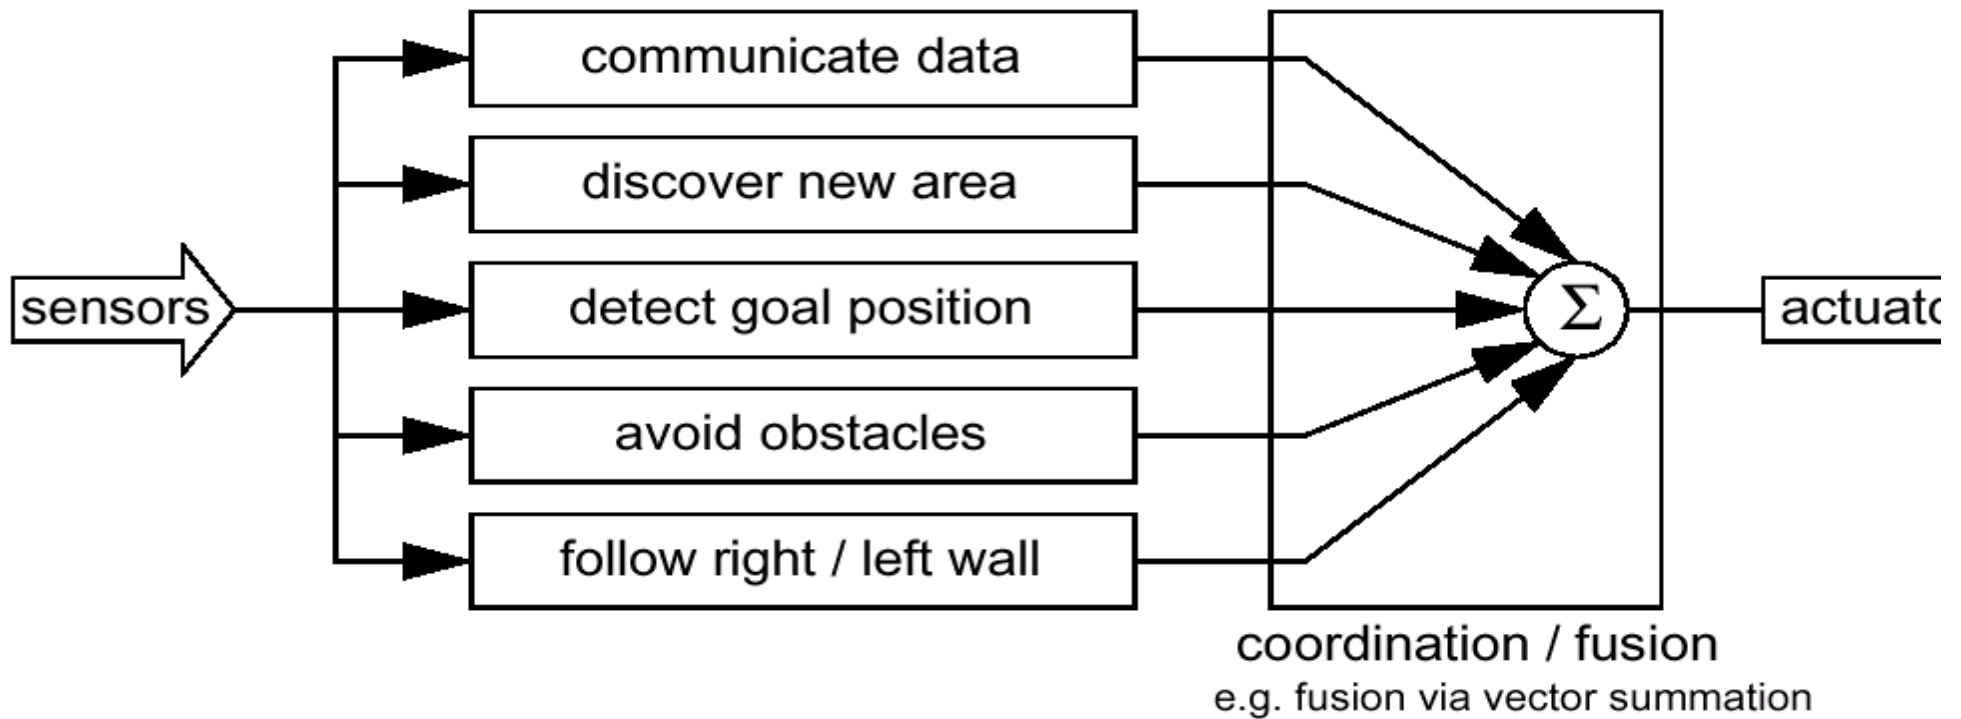 communicate data
discover new area
sensors
detect goal position
Σ
actuato
avoid obstacles
follow right / left wall
coordination / fusion
e.g. fusion via vector summation